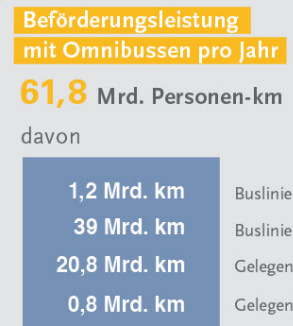 Beförderungsleistung
mit Omnibussen pro Jahr
61,8 Mrd. Personen-km
davon
1,2 Mrd. km Buslinie
39 Mrd. km Buslinie
20,8 Mrd. km Gelegen
0,8 Mrd. km Gelegen